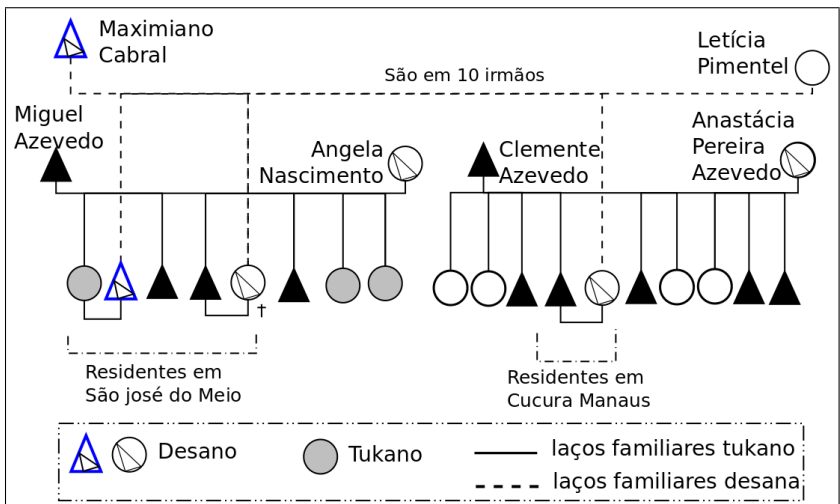 Maximiano
Cabral
Letícia
Pimentel
São em 10 irmãos
Miguel
Azevedo
Angela
Nascimento
Clemente
Azevedo
Anastácia
Pereira
Azevedo
†
Residentes em
São josé do Meio
Residentes em
Cucura Manaus
Desano
Tukano
laços familiares tukano
laços familiares desana